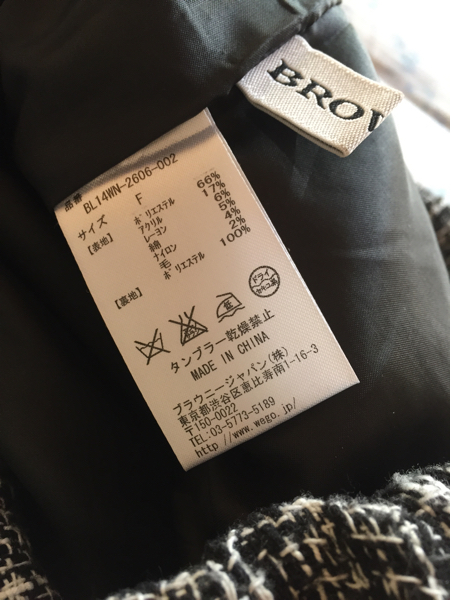 BROW
品番 BL14WN-2606-002
サイズ F
【表地】 ポリエステル 66%
アクリル 17%
レーヨン 6%
綿 5%
ナイロン 4%
毛 2%
【裏地】 ポリエステル 100%
ドライ
セキユ系
タンブラー乾燥禁止
MADE IN CHINA
ブラウニージャパン(株)
東京都渋谷区恵比寿南1-16-3
〒150-0022
TEL:03-5773-5189
http://www.wego.jp/